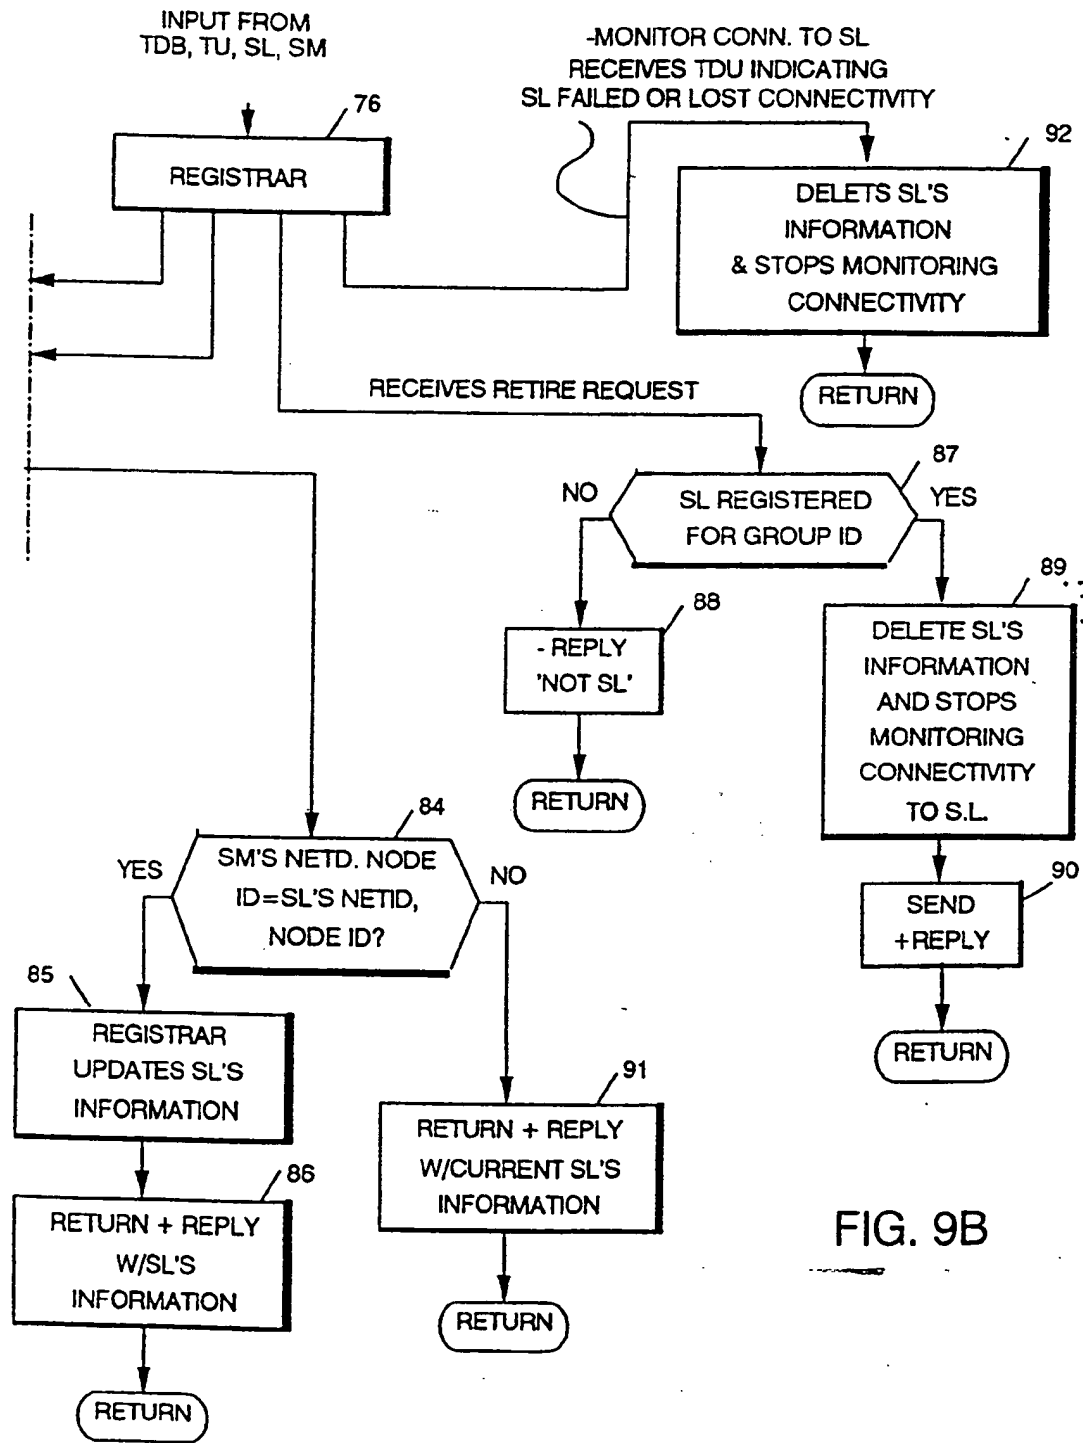 INPUT FROM
TDB, TU, SL, SM
76
REGISTRAR
-MONITOR CONN. TO SL
RECEIVES TDU INDICATING
SL FAILED OR LOST CONNECTIVITY
92
DELETS SL'S
INFORMATION
& STOPS MONITORING
CONNECTIVITY
RETURN
RECEIVES RETIRE REQUEST
87
NO
SL REGISTERED
FOR GROUP ID
YES
88
- REPLY
'NOT SL'
RETURN
89
DELETE SL'S
INFORMATION
AND STOPS
MONITORING
CONNECTIVITY
TO S.L.
90
SEND
+REPLY
RETURN
84
YES
SM'S NETD. NODE
ID=SL'S NETID,
NODE ID?
NO
85
REGISTRAR
UPDATES SL'S
INFORMATION
86
RETURN + REPLY
W/SL'S
INFORMATION
RETURN
91
RETURN + REPLY
W/CURRENT SL'S
INFORMATION
RETURN
FIG. 9B